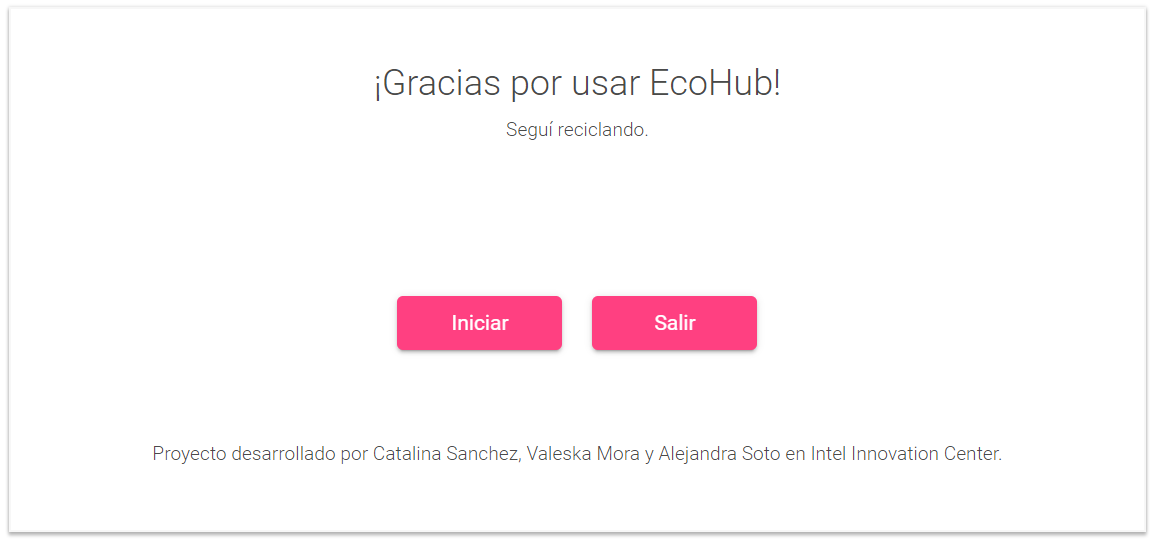 ¡Gracias por usar EcoHub!
Seguí reciclando.
Iniciar
Salir
Proyecto desarrollado por Catalina Sanchez, Valeska Mora y Alejandra Soto en Intel Innovation Center.